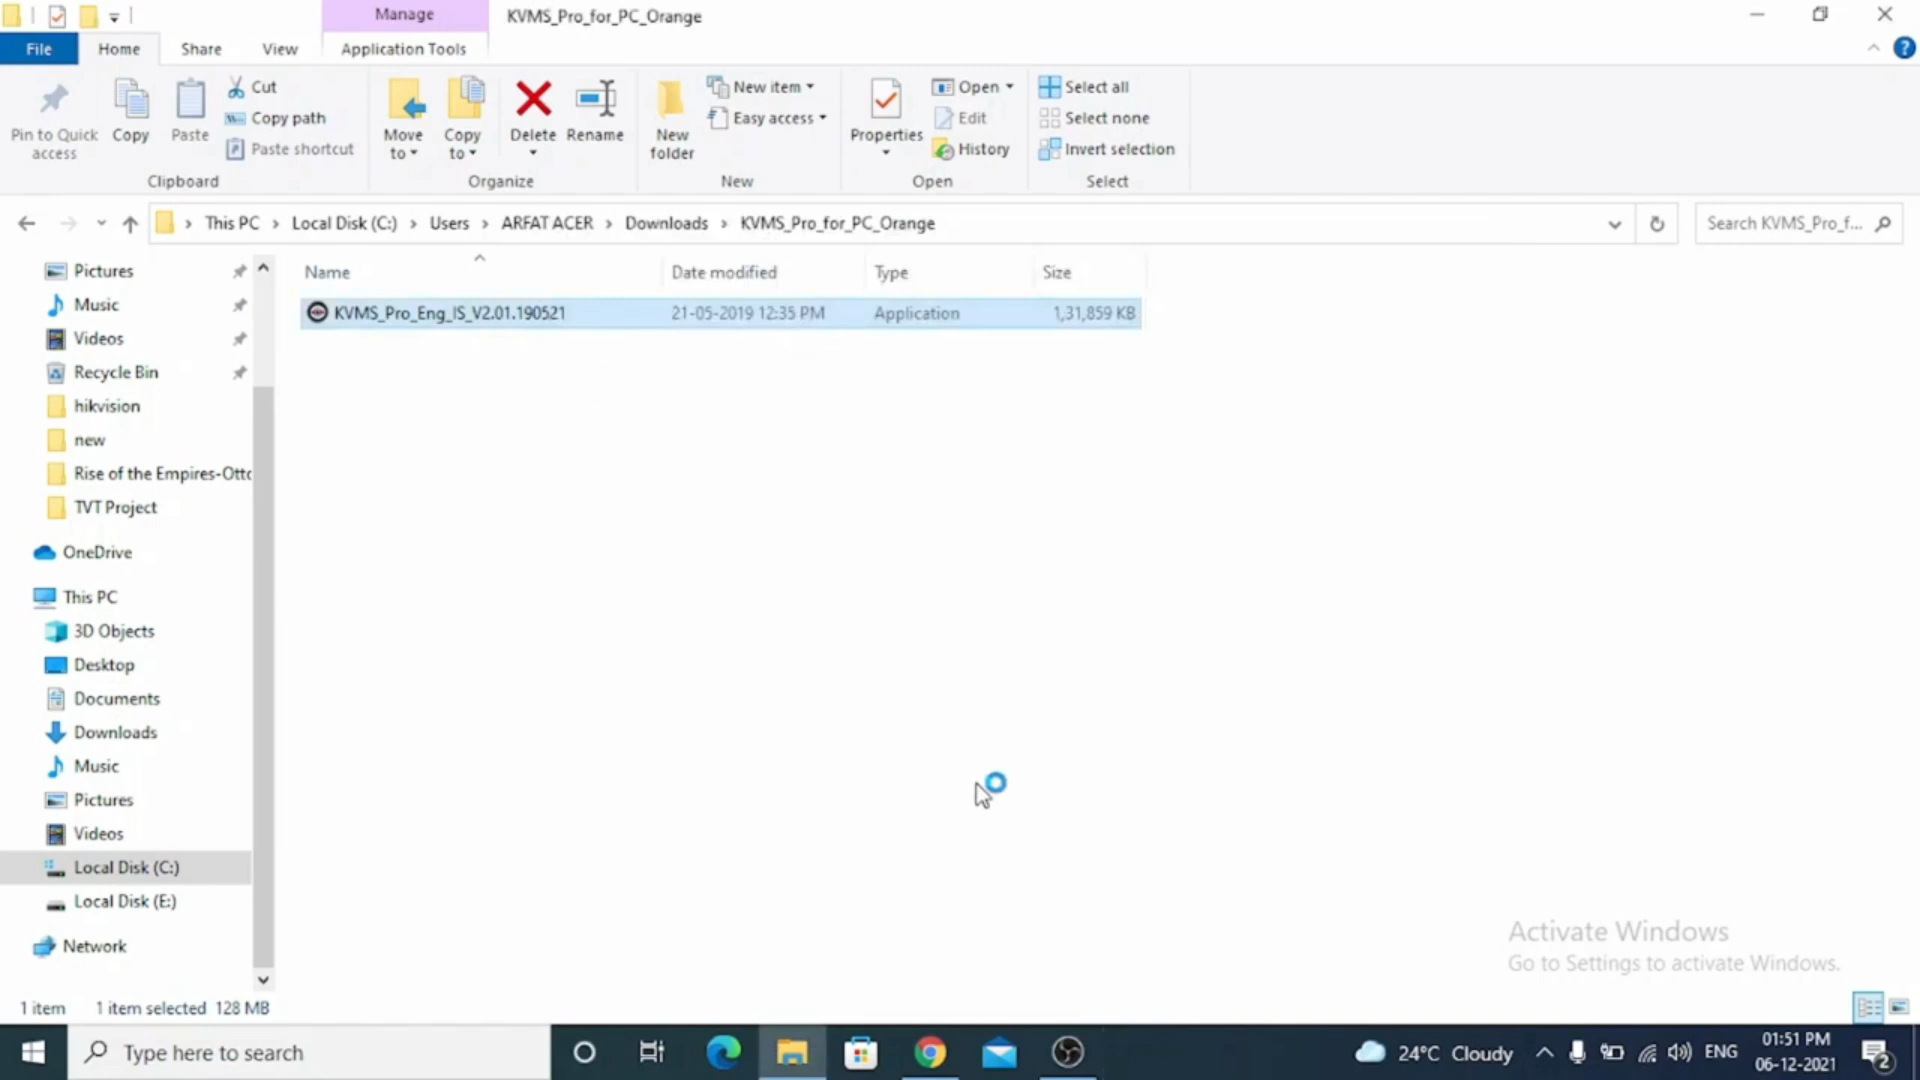 Manage
KVMS_Pro_for_PC_Orange
File
Home
Share
View
Application Tools
Pin to Quick
access
Copy
Paste
Cut
Copy path
Paste shortcut
Clipboard
Move
to
Copy
to
Delete
Rename
Organize
New
folder
New item
Easy access
New
Properties
Open
Edit
History
Open
Select all
Select none
Invert selection
Select
This PC
Local Disk (C:)
Users
ARFAT ACER
Downloads
KVMS_Pro_for_PC_Orange
Search KVMS_Pro_f...
Name
Date modified
Type
Size
KVMS_Pro_Eng_IS_V2.01.190521
21-05-2019 12:35 PM
Application
1,31,859 KB
Pictures
Music
Videos
Recycle Bin
hikvision
new
Rise of the Empires-Otto
TVT Project
OneDrive
This PC
3D Objects
Desktop
Documents
Downloads
Music
Pictures
Videos
Local Disk (C:)
Local Disk (E:)
Network
Activate Windows
Go to Settings to activate Windows.
1 item
1 item selected 128 MB
Type here to search
24°C Cloudy
ENG
01:51 PM
06-12-2021
2